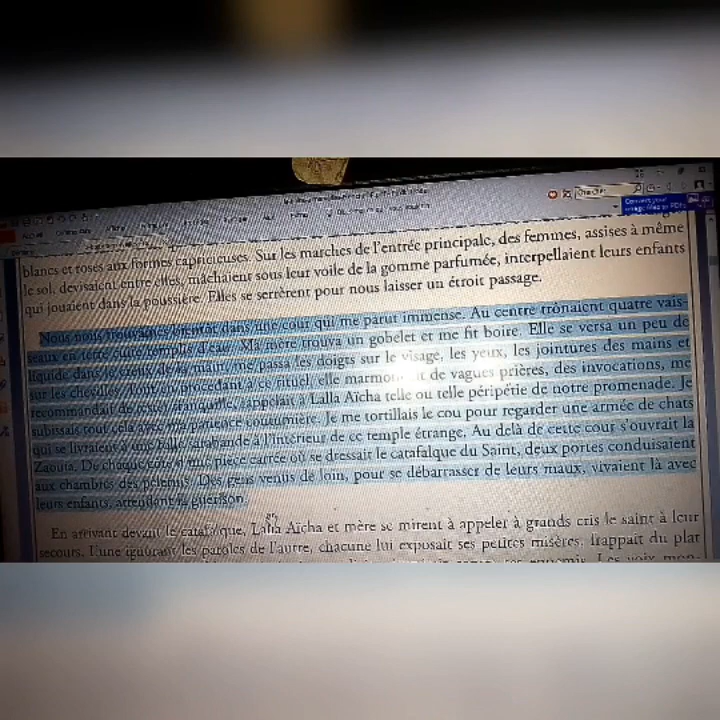 Convert your
image files to PDFs
blancs et roses aux formes capricieuses. Sur les marches de l'entrée principale, des femmes, assises à même
le sol, devisaient entre elles, mâchaient sous leur voile de la gomme parfumée, interpellaient leurs enfants
qui jouaient dans la poussière. Elles se serrèrent pour nous laisser un étroit passage.
Nous nous trouvâmes bientôt dans une cour qui me parut immense. Au centre trônaient quatre vais-
seaux en terre cuite remplis d'eau. Ma mère trouva un gobelet et me fit boire. Elle se versa un peu de
liquide dans le creux de la main, me passa les doigts sur le visage, les yeux, les jointures des mains et
sur les chevilles. Tout en procédant à ce rituel, elle marmo t de vagues prières, des invocations, me
recommandait de rester tranquille, rappelait à Lalla Aïcha telle ou telle péripétie de notre promenade. Je
subissais tout cela avec ma patience coutumière. Je me tortillais le cou pour regarder une armée de chats
qui se livraient à une folle sarabande à l'intérieur de ce temple étrange. Au delà de cette cour s'ouvrait la
Zaouia. De chaque côté d'une pièce carrée où se dressait le catafalque du Saint, deux portes conduisaient
aux chambres des pèlerins. Des gens venus de loin, pour se débarrasser de leurs maux, vivaient là avec
leurs enfants, attendant la guérison.
En arrivant devant le catafalque, Lalla Aïcha et mère se mirent à appeler à grands cris le saint à leur
secours. L'une ignorant les paroles de l'autre, chacune lui exposait ses petites misères, frappait du plat